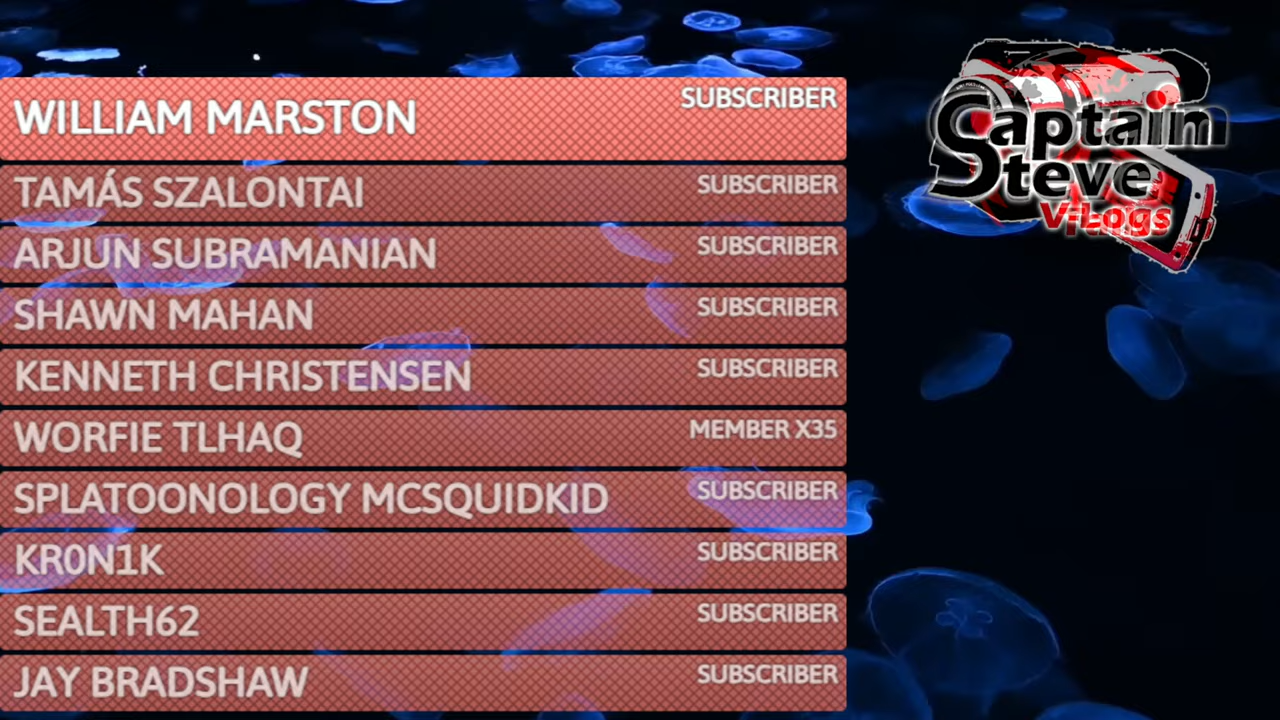 WILLIAM MARSTON SUBSCRIBER
TAMÁS SZALONTAI SUBSCRIBER
ARJUN SUBRAMANIAN SUBSCRIBER
SHAWN MAHAN SUBSCRIBER
KENNETH CHRISTENSEN SUBSCRIBER
WORFIE TLHAQ MEMBER X35
SPLATOONOLOGY MCSQUIDKID SUBSCRIBER
KR0N1K SUBSCRIBER
SEALTH62 SUBSCRIBER
JAY BRADSHAW SUBSCRIBER
Captain
Steve